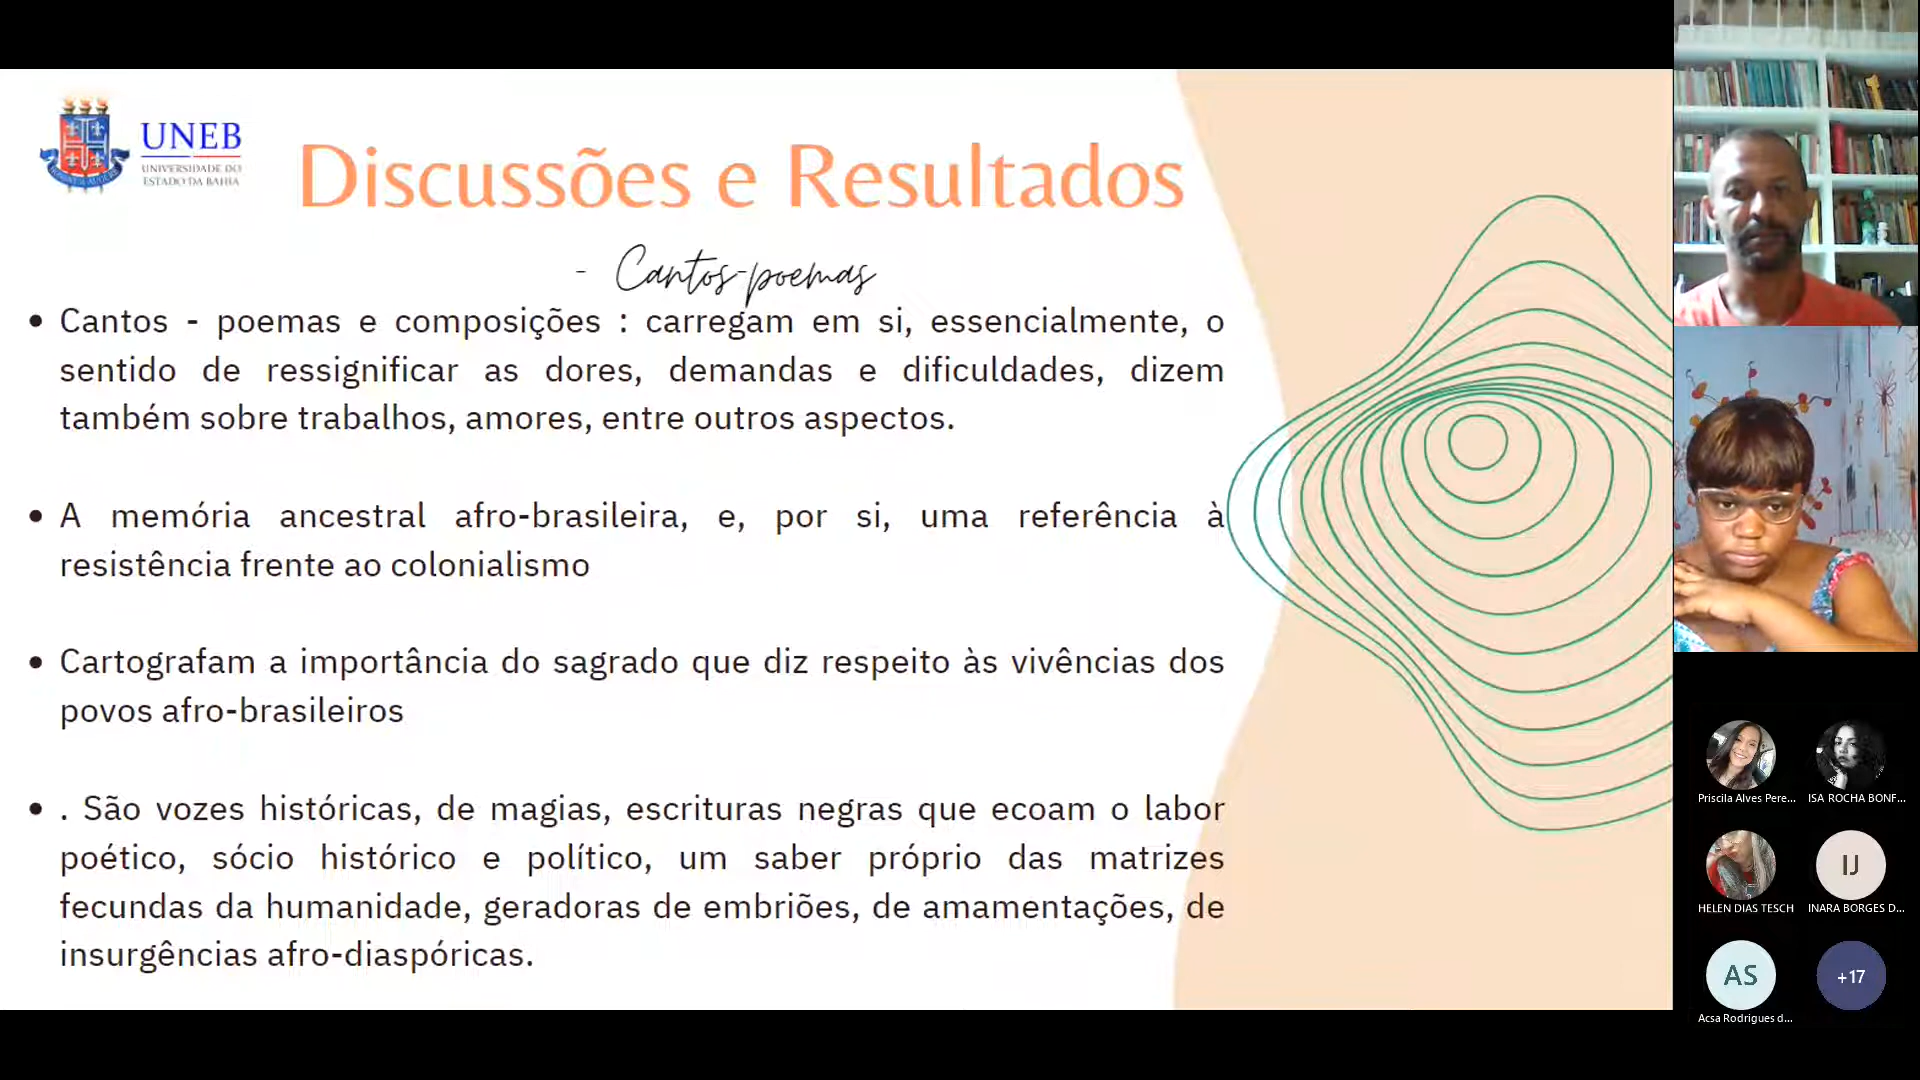 UNEB
UNIVERSIDADE DO
ESTADO DA BAHIA
Discussões e Resultados
- Cantos-poemas
• Cantos - poemas e composições : carregam em si, essencialmente, o
sentido de ressignificar as dores, demandas e dificuldades, dizem
também sobre trabalhos, amores, entre outros aspectos.
• A memória ancestral afro-brasileira, e, por si, uma referência à
resistência frente ao colonialismo
• Cartografam a importância do sagrado que diz respeito às vivências dos
povos afro-brasileiros
• . São vozes históricas, de magias, escrituras negras que ecoam o labor
poético, sócio histórico e político, um saber próprio das matrizes
fecundas da humanidade, geradoras de embriões, de amamentações, de
insurgências afro-diaspóricas.
Priscila Alves Pere...
ISA ROCHA BONF...
HELEN DIAS TESCH
IJ
INARA BORGES D...
AS
Acsa Rodrigues d...
+17